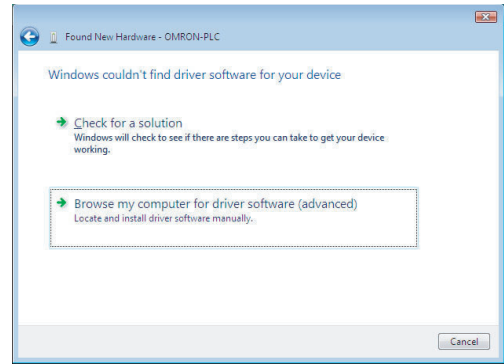 Found New Hardware - OMRON-PLC
Windows couldn't find driver software for your device
Check for a solution
Windows will check to see if there are steps you can take to get your device
working.
Browse my computer for driver software (advanced)
Locate and install driver software manually.
Cancel